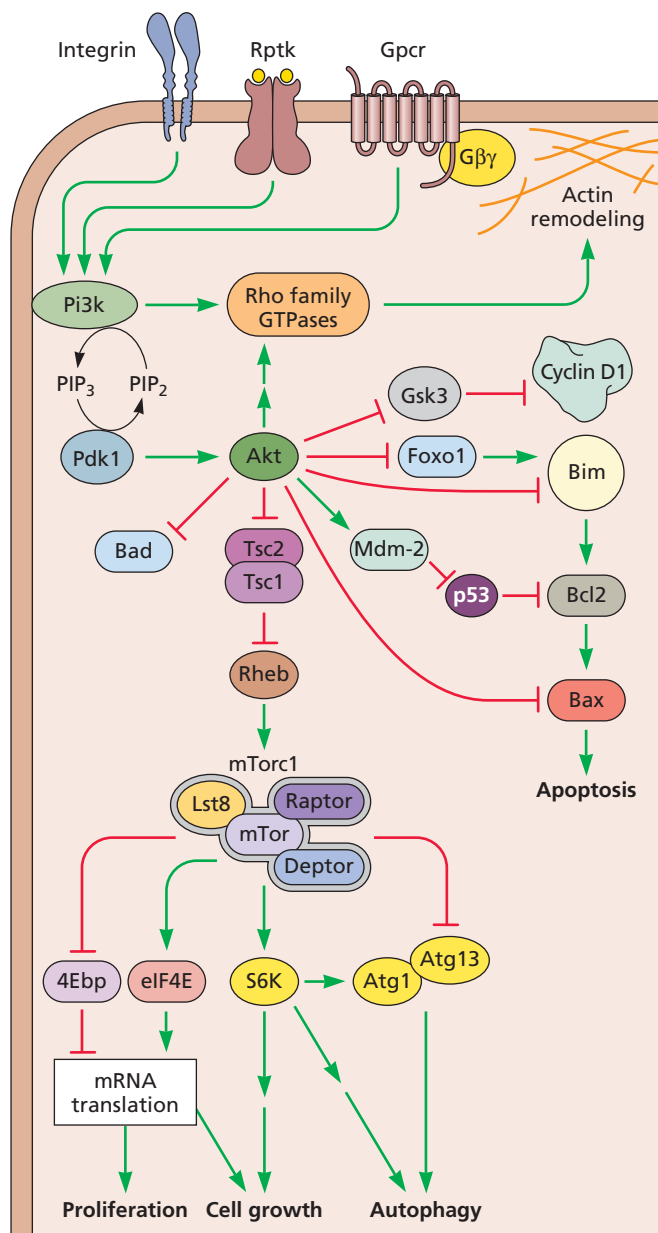 Integrin
Rptk
Gpcr
Gβγ
Actin
remodeling
Pi3k
Rho family
GTPases
PIP3
PIP2
Gsk3
Cyclin D1
Pdk1
Akt
Foxo1
Bim
Bad
Tsc2
Tsc1
Mdm-2
p53
Bcl2
Rheb
Bax
mTorc1
Apoptosis
Lst8
Raptor
mTor
Deptor
4Ebp
eIF4E
S6K
Atg1
Atg13
mRNA
translation
Proliferation
Cell growth
Autophagy